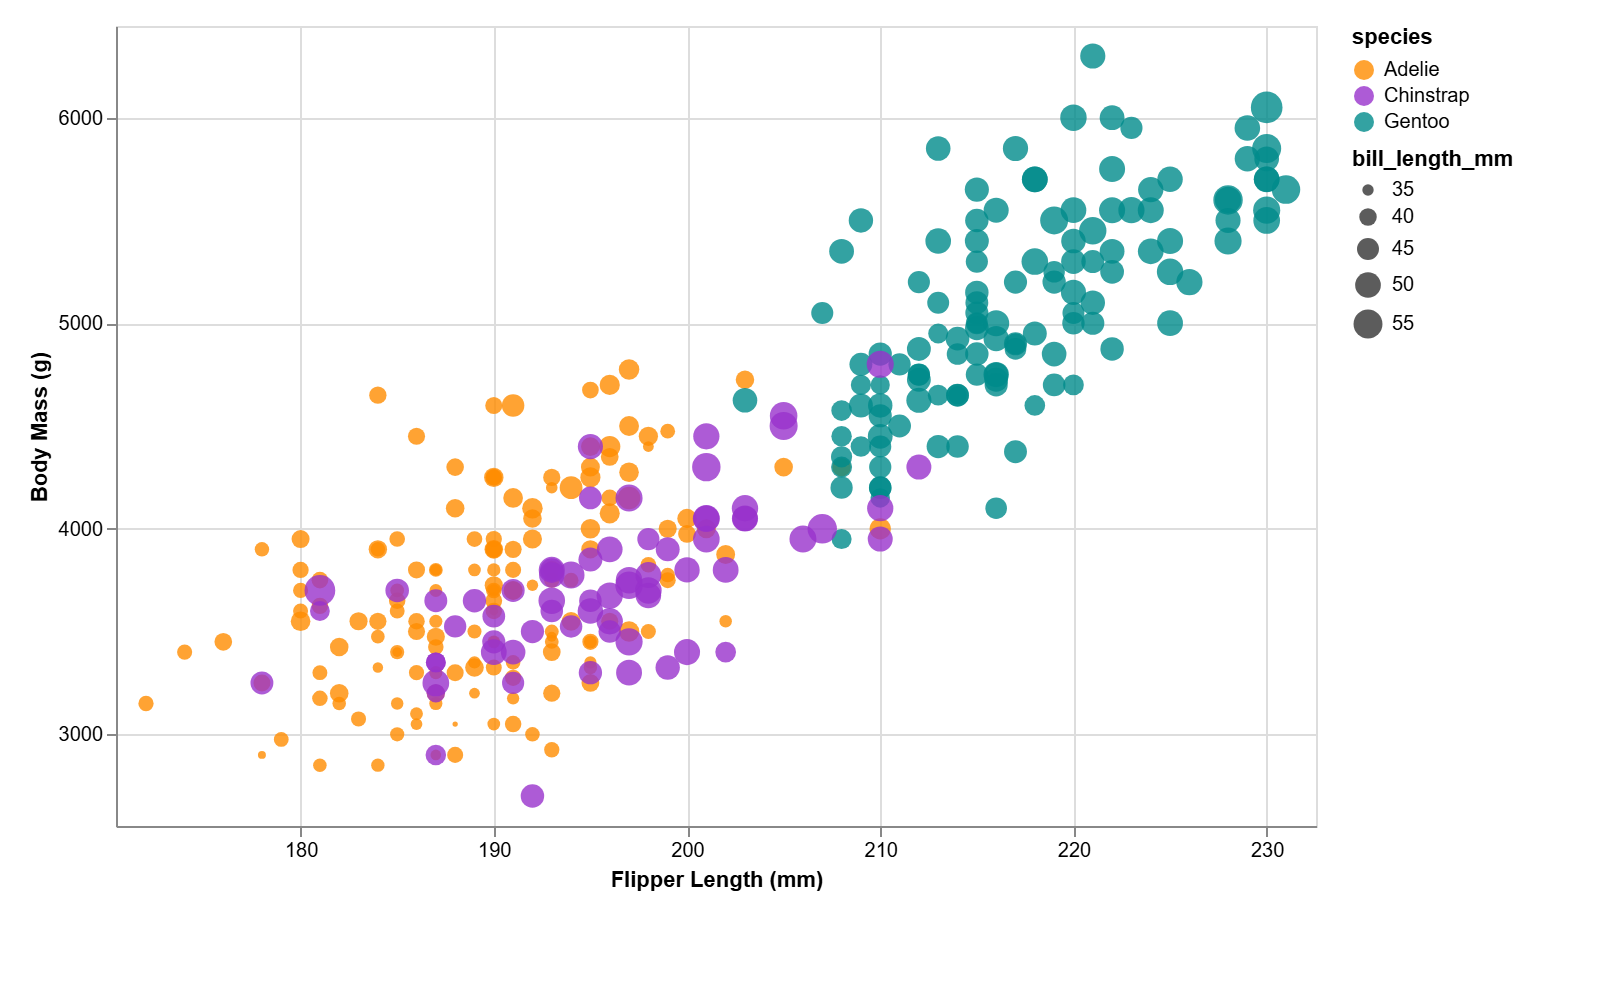 6000
5000
4000
3000
Body Mass (g)
180 190 200 210 220 230
Flipper Length (mm)
species
Adelie
Chinstrap
Gentoo
bill_length_mm
35
40
45
50
55